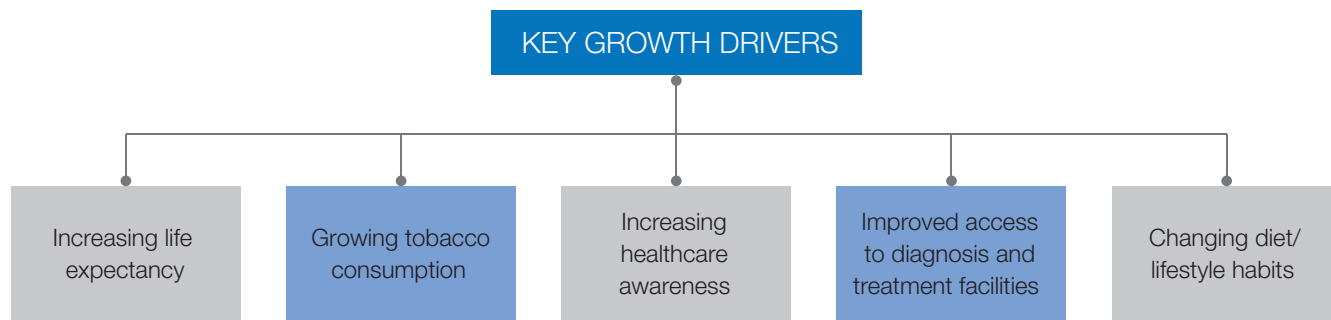 KEY GROWTH DRIVERS
Increasing life
expectancy
Growing tobacco
consumption
Increasing
healthcare
awareness
Improved access
to diagnosis and
treatment facilities
Changing diet/
lifestyle habits